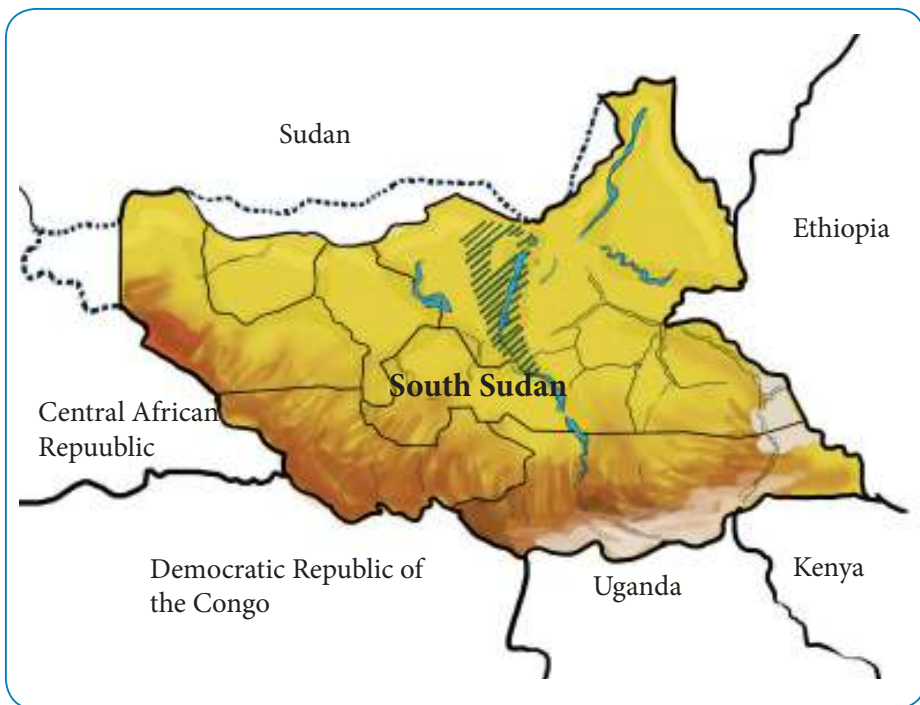 Sudan
Ethiopia
South Sudan
Central African
Repuublic
Democratic Republic of
the Congo
Uganda
Kenya